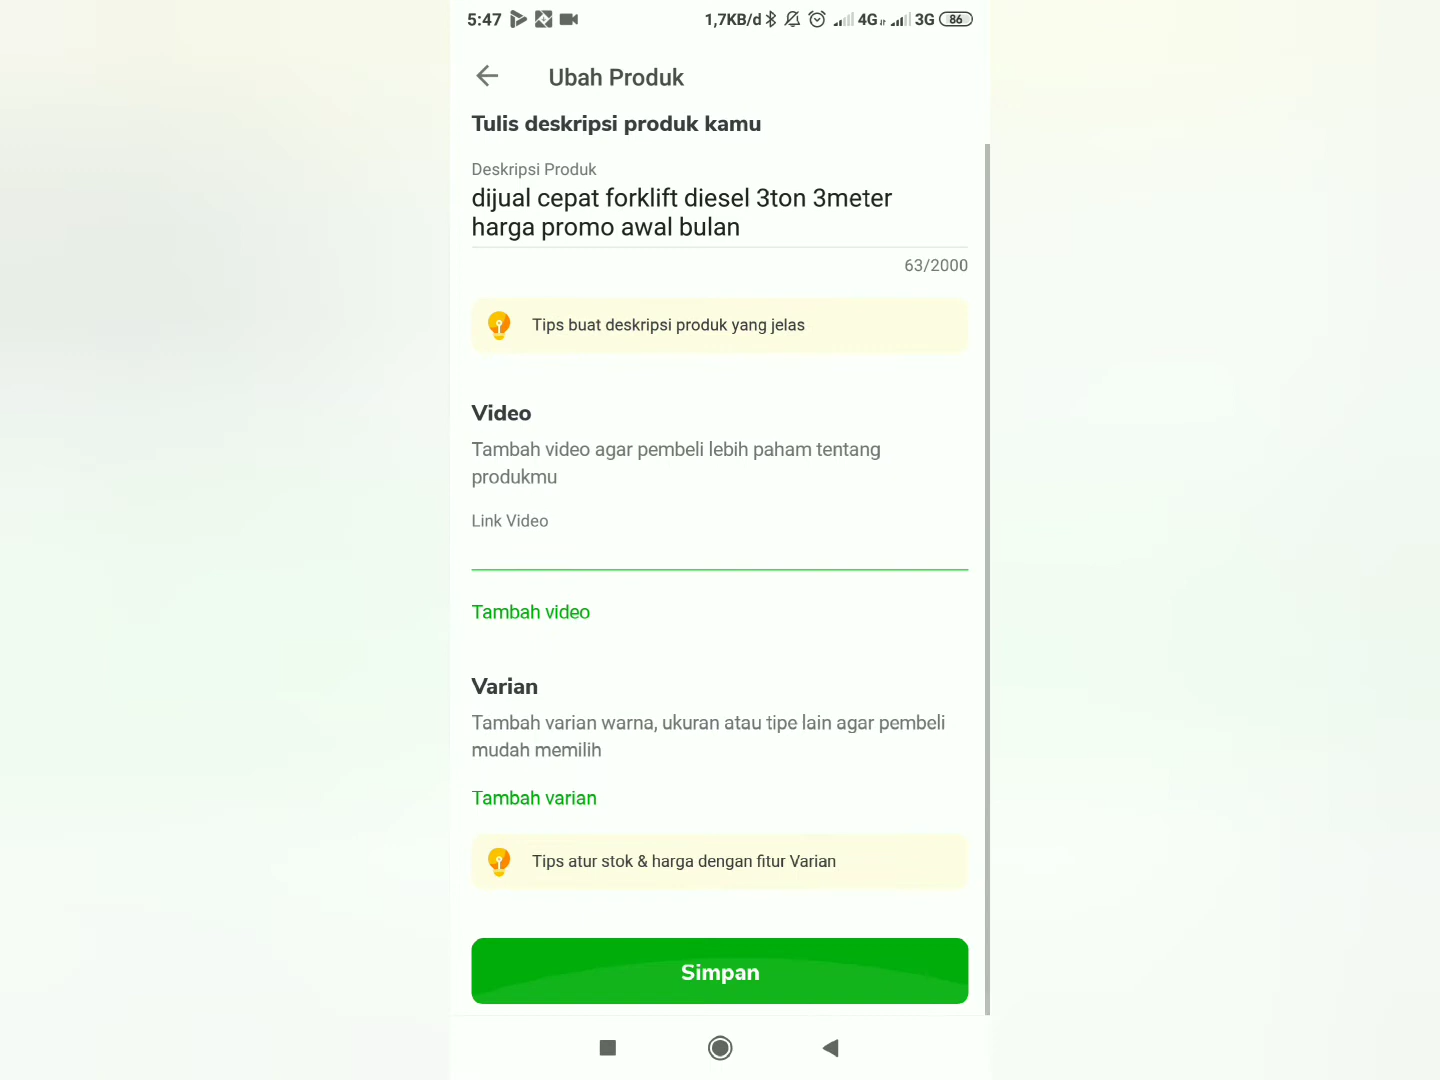 5:47
1,7KB/d
4G
3G
86
Ubah Produk
Tulis deskripsi produk kamu
Deskripsi Produk
dijual cepat forklift diesel 3ton 3meter
harga promo awal bulan
63/2000
Tips buat deskripsi produk yang jelas
Video
Tambah video agar pembeli lebih paham tentang
produkmu
Link Video
Tambah video
Varian
Tambah varian warna, ukuran atau tipe lain agar pembeli
mudah memilih
Tambah varian
Tips atur stok & harga dengan fitur Varian
Simpan